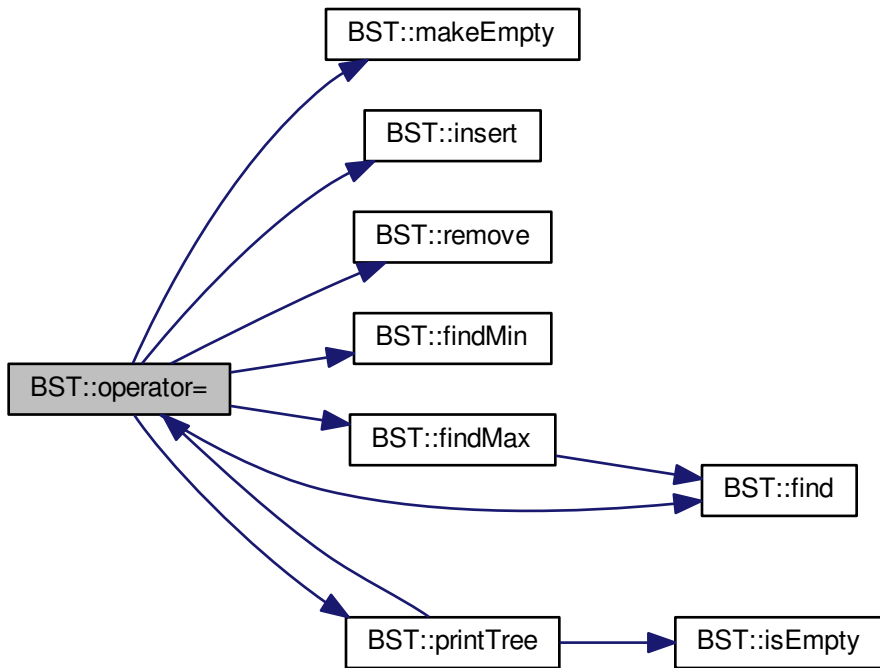 BST::makeEmpty
BST::insert
BST::remove
BST::findMin
BST::operator=
BST::findMax
BST::find
BST::printTree
BST::isEmpty